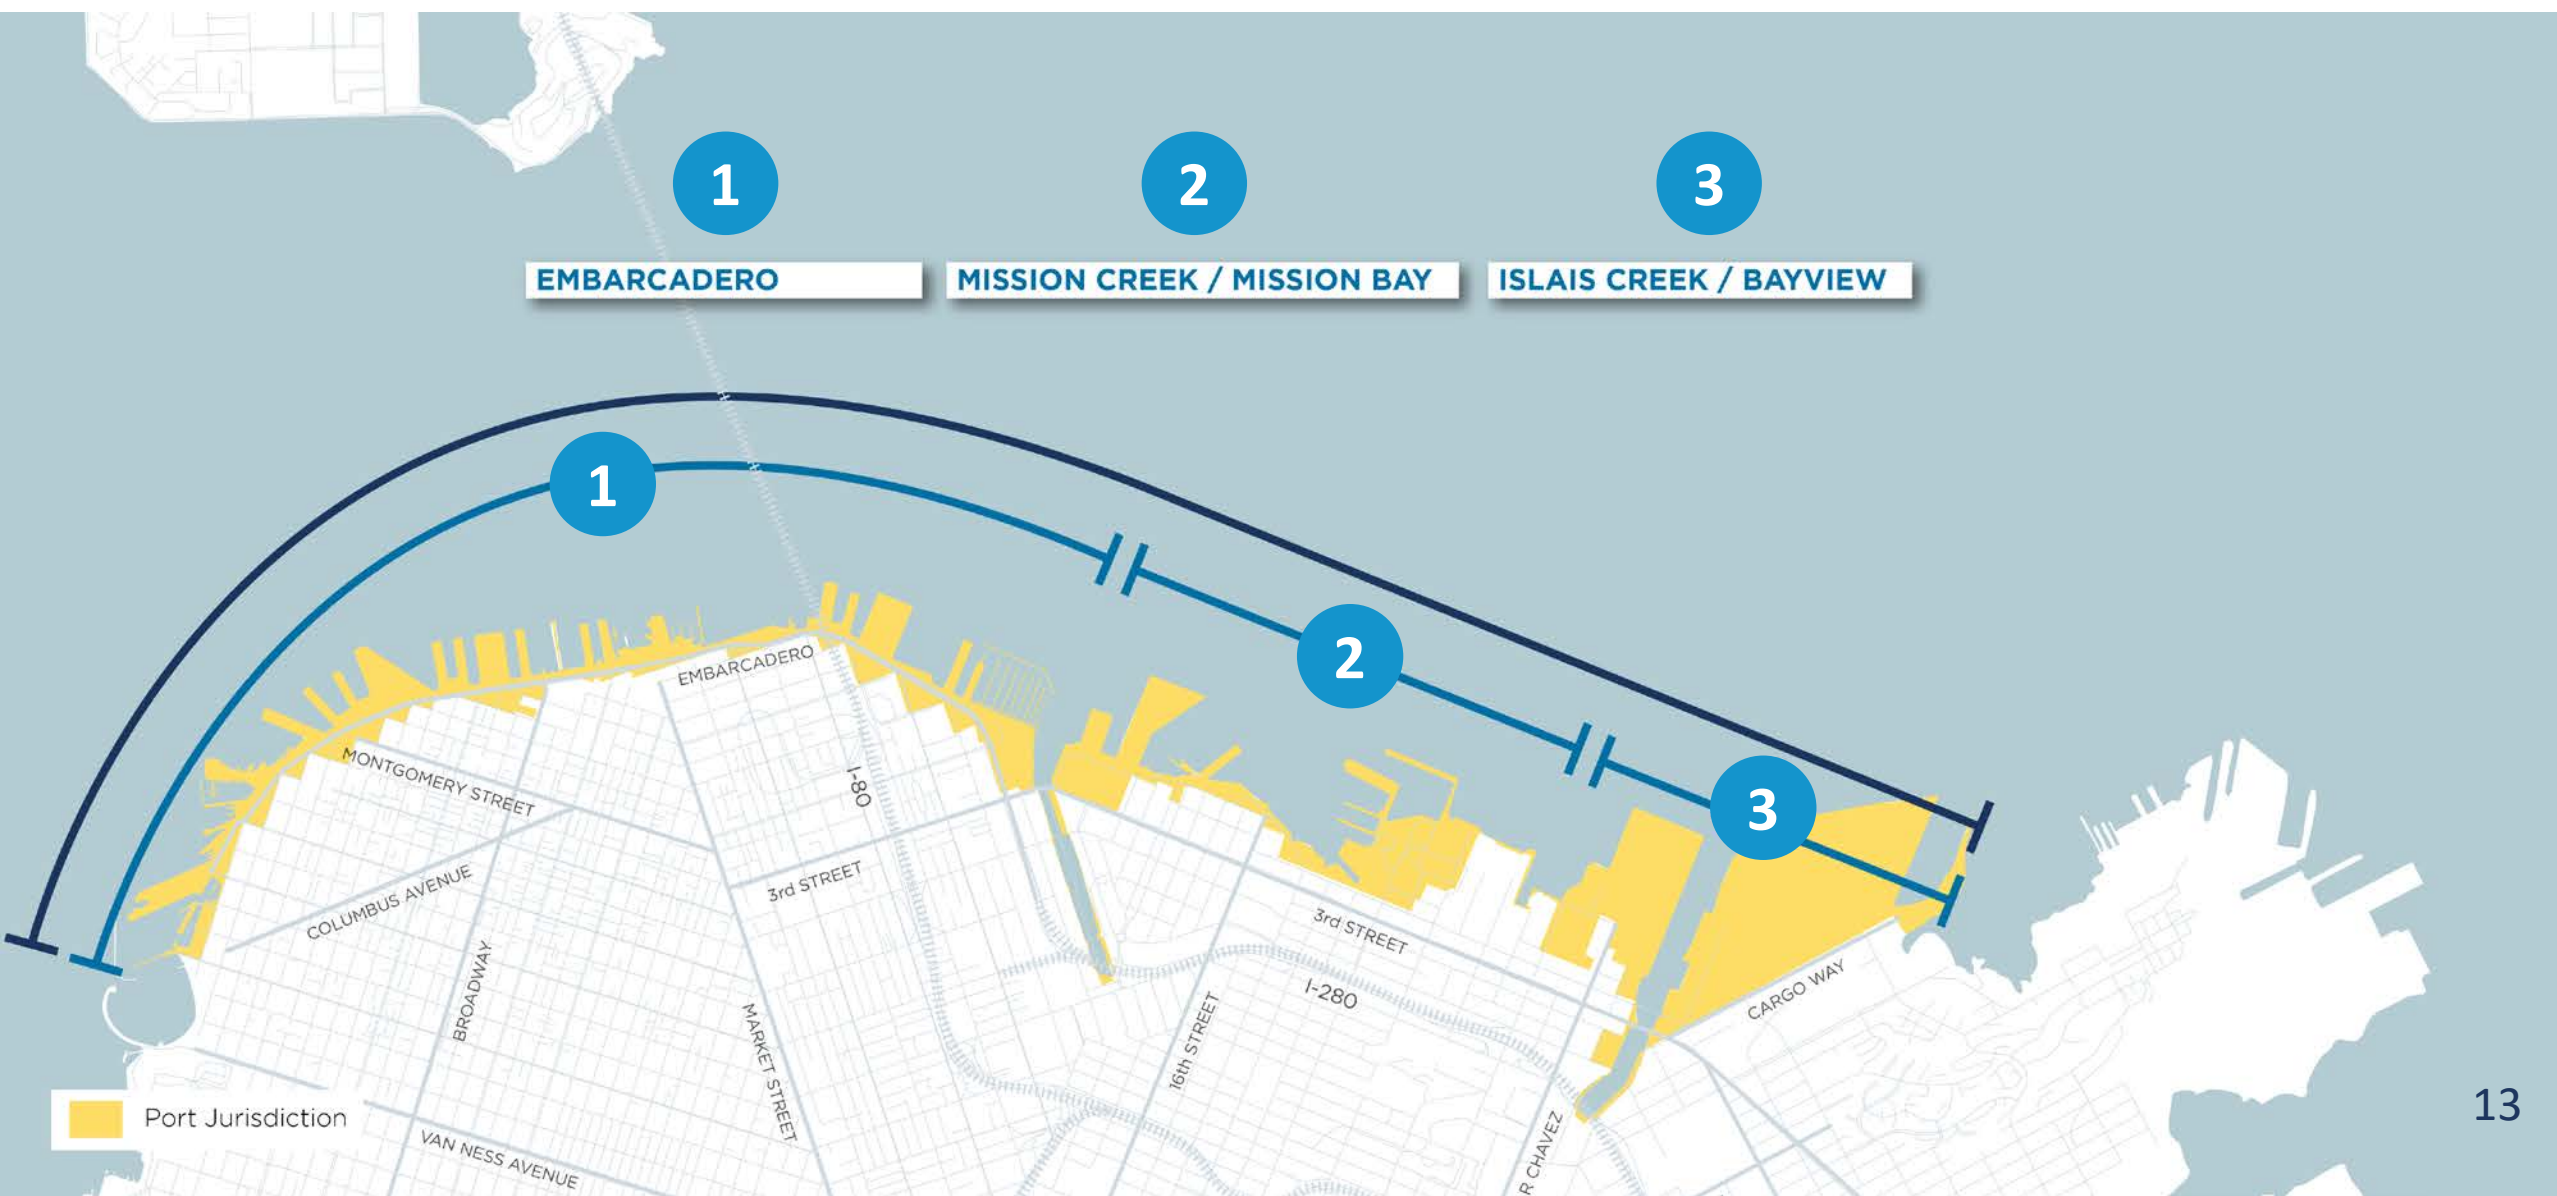 1
2
3
EMBARCADERO
MISSION CREEK / MISSION BAY
ISLAIS CREEK / BAYVIEW
1
2
3
EMBARCADERO
MONTGOMERY STREET
I-80
COLUMBUS AVENUE
3rd STREET
3rd STREET
BROADWAY
I-280
CARGO WAY
MARKET STREET
16th STREET
R CHAVEZ
VAN NESS AVENUE
Port Jurisdiction
13